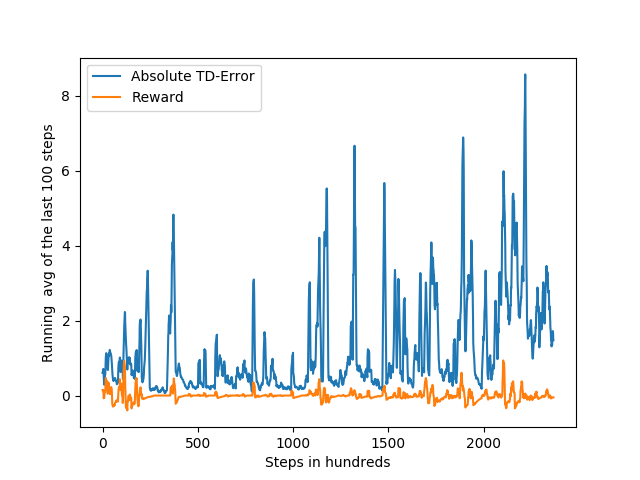 Absolute TD-Error
Reward
8
6
4
2
0
Running  avg of the last 100 steps
0
500
1000
1500
2000
Steps in hundreds